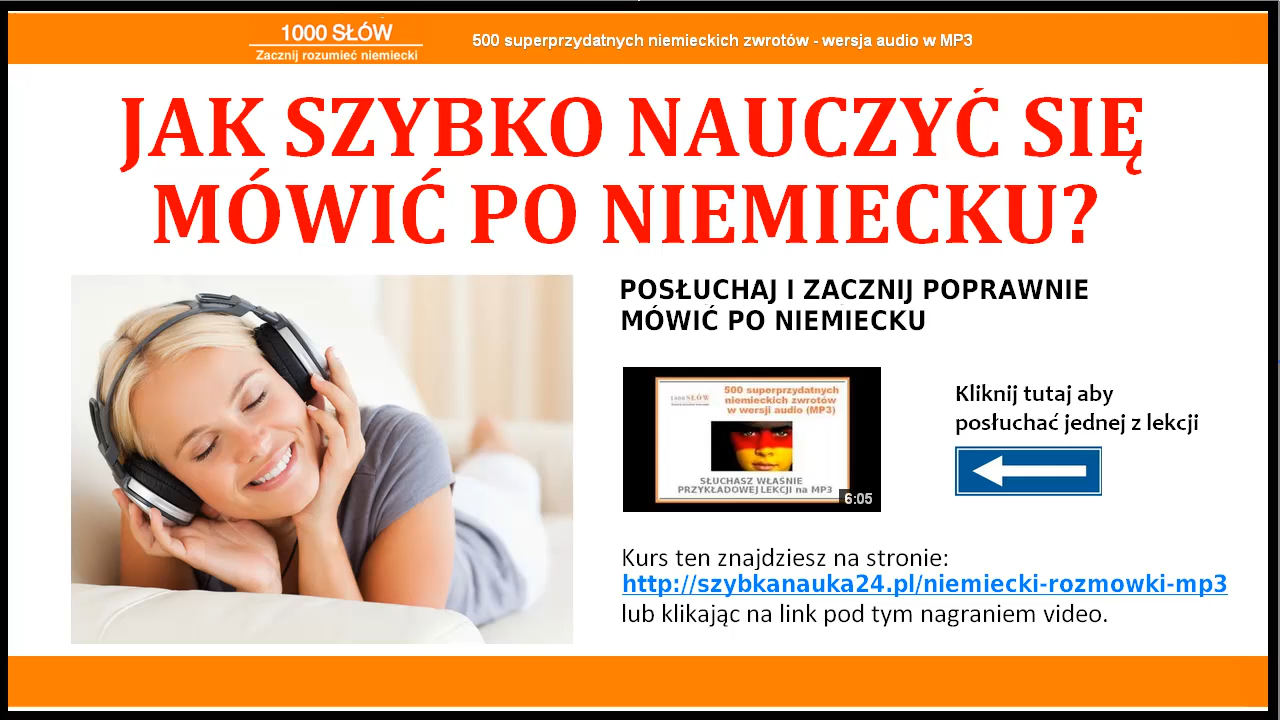 1000 SŁÓW
Zacznij rozumieć niemiecki
500 superprzydatnych niemieckich zwrotów - wersja audio w MP3
JAK SZYBKO NAUCZYĆ SIĘ
MÓWIĆ PO NIEMIECKU?
POSŁUCHAJ I ZACZNIJ POPRAWNIE
MÓWIĆ PO NIEMIECKU
1000 SŁÓW
500 superprzydatnych
niemieckich zwrotów
w wersji audio (MP3)
SŁUCHASZ WŁASNIE
PRZYKŁADOWEJ LEKCJI na MP3
6:05
Kliknij tutaj aby
posłuchać jednej z lekcji
Kurs ten znajdziesz na stronie:
http://szybkanauka24.pl/niemiecki-rozmowki-mp3
lub klikając na link pod tym nagraniem video.